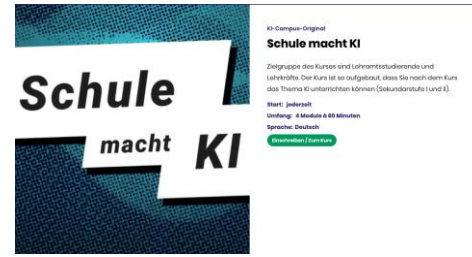 Schule
macht
KI
KI-Campus-Original
Schule macht KI
Zielgruppe des Kurses sind Lehramtsstudierende und
Lehrkräfte. Der Kurs ist so aufgebaut, dass Sie nach dem Kurs
das Thema KI unterrichten können (Sekundarstufe I und II).
Start: jederzeit
Umfang: 4 Module à 60 Minuten
Sprache: Deutsch
Einschreiben / Zum Kurs